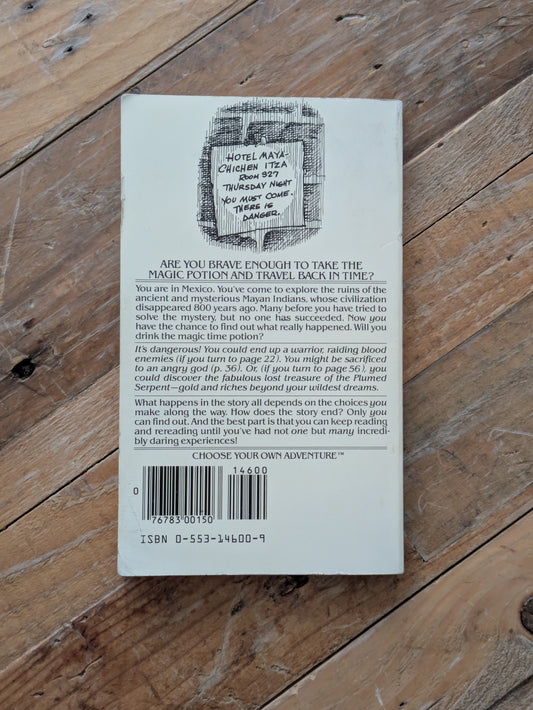 HOTEL MAYA-
CHICHEN ITZA
ROOM 927
THURSDAY NIGHT
YOU MUST COME.
THERE IS
DANGER.
ARE YOU BRAVE ENOUGH TO TAKE THE
MAGIC POTION AND TRAVEL BACK IN TIME?
You are in Mexico. You've come to explore the ruins of the
ancient and mysterious Mayan Indians, whose civilization
disappeared 800 years ago. Many before you have tried to
solve the mystery, but no one has succeeded. Now you
have the chance to find out what really happened. Will you
drink the magic time potion?
It's dangerous! You could end up a warrior, raiding blood
enemies (if you turn to page 22). You might be sacrificed
to an angry god (p. 36). Or, (if you turn to page 56), you
could discover the fabulous lost treasure of the Plumed
Serpent—gold and riches beyond your wildest dreams.
What happens in the story all depends on the choices you
make along the way. How does the story end? Only you
can find out. And the best part is that you can keep reading
and rereading until you've had not one but many incredi-
bly daring experiences!
CHOOSE YOUR OWN ADVENTURE™
14600
0
76783 00150
ISBN 0-553-14600-9